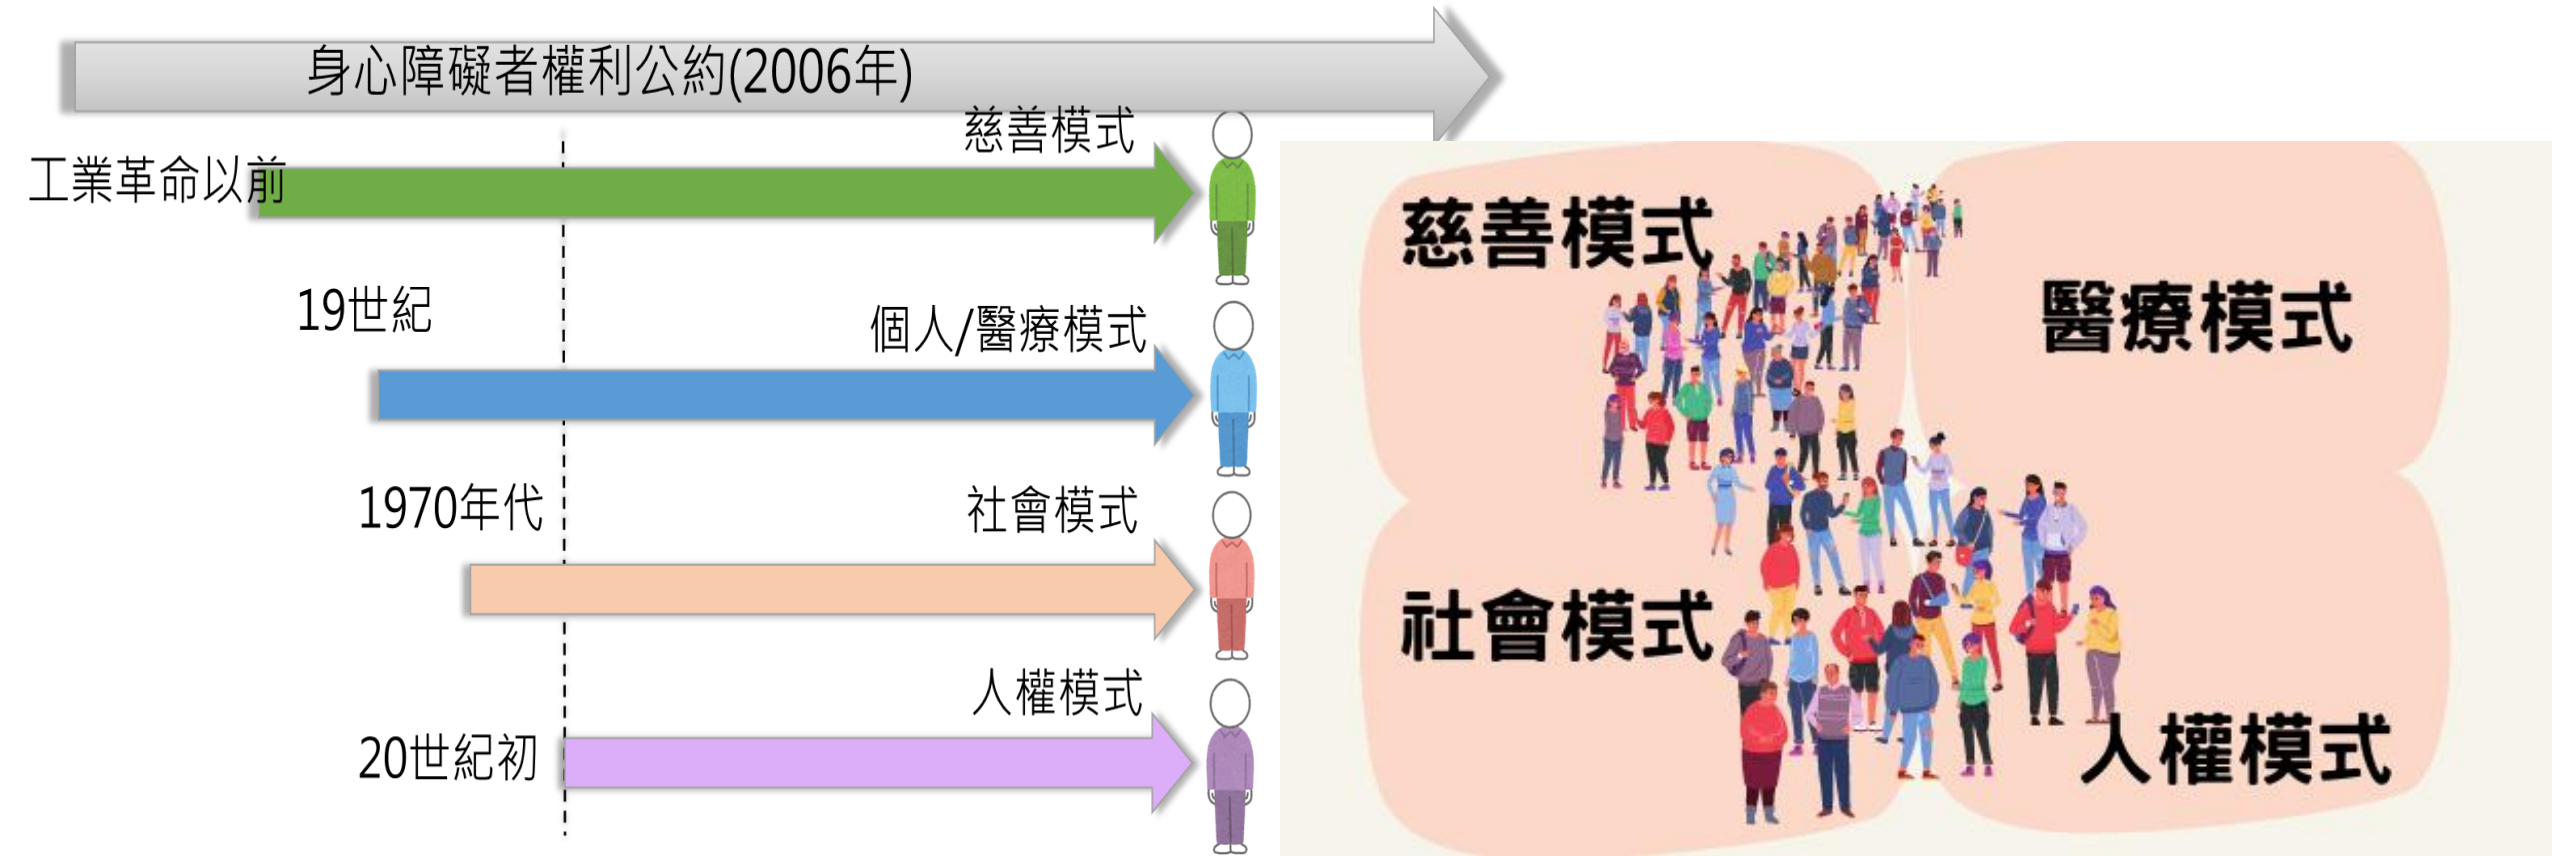 身心障礙者權利公約(2006年)
慈善模式
工業革命以前
19世紀
個人/醫療模式
1970年代
社會模式
人權模式
20世紀初
慈善模式
醫療模式
社會模式
人權模式